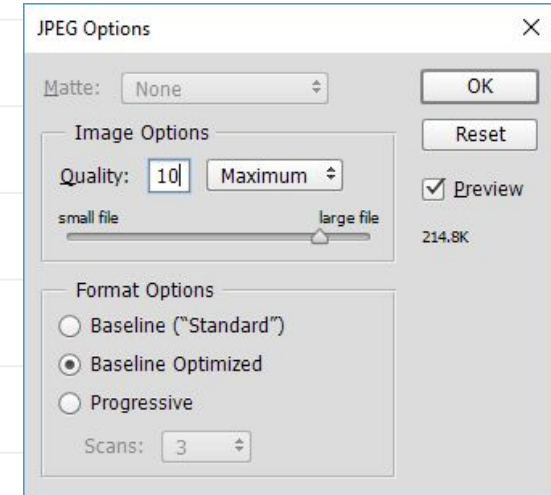 JPEG Options
Matte: None
OK
Image Options
Reset
Quality: 10 Maximum
Preview
small file large file
214.8K
Format Options
Baseline (“Standard”)
Baseline Optimized
Progressive
Scans: 3